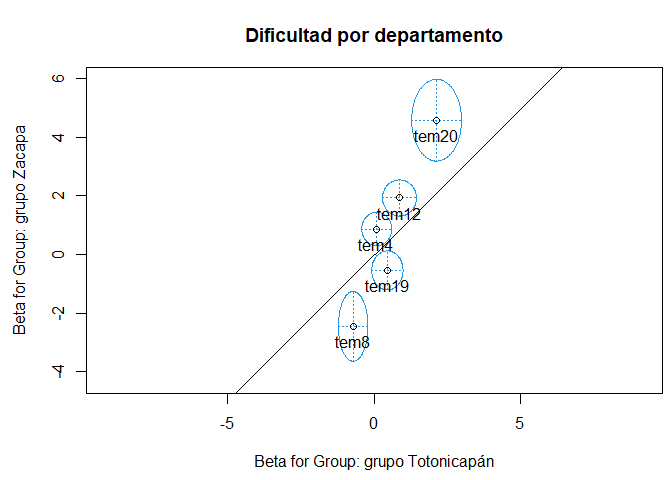 Dificultad por departamento
Beta for Group: grupo Zacapa
6
4
2
0
-2
-4
tem20
tem12
tem4
tem19
tem8
-5
0
5
Beta for Group: grupo Totonicapán